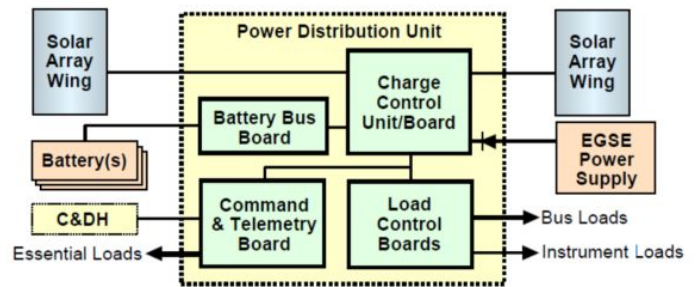 Power Distribution Unit
Solar
Array
Wing
Solar
Array
Wing
Charge
Control
Unit/Board
Battery Bus
Board
Battery(s)
EGSE
Power
Supply
C&DH
Command
& Telemetry
Board
Load
Control
Boards
Bus Loads
Essential Loads
Instrument Loads